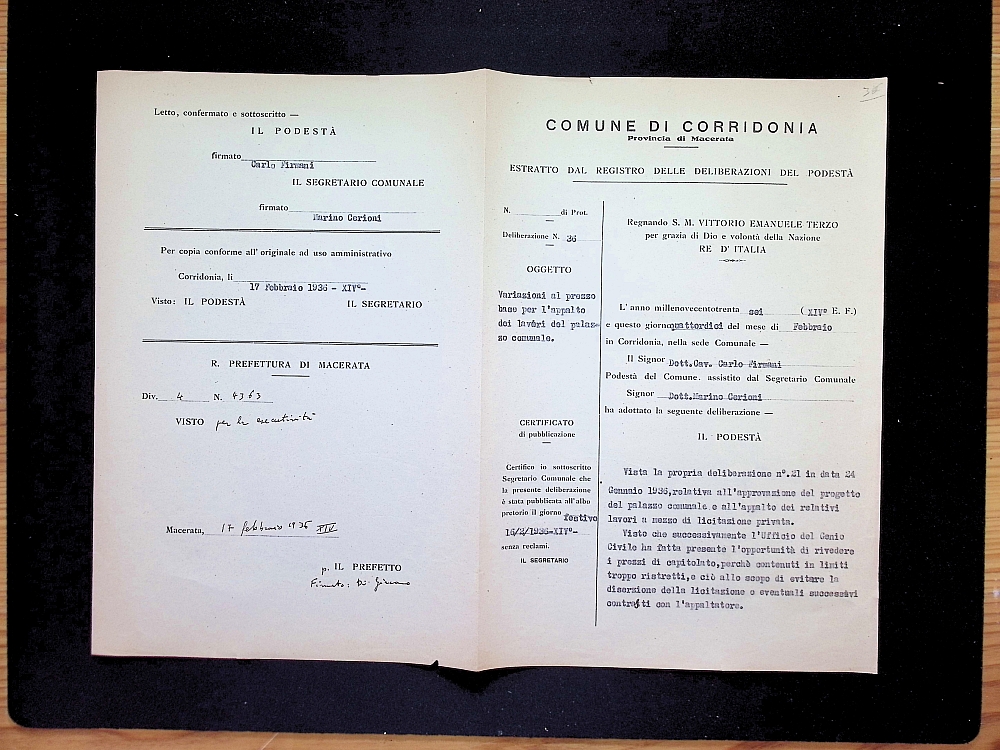 Letto, confermato e sottoscritto —
IL PODESTÀ
firmato
Carlo Firmani
IL SEGRETARIO COMUNALE
firmato
Marino Cerioni
Per copia conforme all'originale ad uso amministrativo
Corridonia, li
17 Febbraio 1936 - XIVº-
Visto: IL PODESTÀ IL SEGRETARIO
R. PREFETTURA DI MACERATA
Div. 4 N. 4363
VISTO per la esecutività
Macerata, 17 febbraio 1936 XIV
p. IL PREFETTO
Firmato:
COMUNE DI CORRIDONIA
Provincia di Macerata
ESTRATTO DAL REGISTRO DELLE DELIBERAZIONI DEL PODESTÀ
N. di Prot.
Deliberazione N. 36
OGGETTO
Variazioni al prezzo
base per l'appalto
dei lavori del palaz-
zo comunale.
CERTIFICATO
di pubblicazione
Certifico io sottoscritto
Segretario Comunale che
la presente deliberazione
è stata pubblicata all'albo
pretorio il giorno festivo
16/2/1936-XIVº-
senza reclami.
IL SEGRETARIO
Regnando S. M. VITTORIO EMANUELE TERZO
per grazia di Dio e volontà della Nazione
RE D'ITALIA
L'anno millenovecentotrenta sei ( XIVº E. F.)
e questo giorno quattordici del mese di Febbraio
in Corridonia, nella sede Comunale —
Il Signor Dott.Cav. Carlo Firmani
Podestà del Comune, assistito dal Segretario Comunale
Signor Dott.Marino Cerioni
ha adottato la seguente deliberazione —
IL PODESTÀ
Vista la propria deliberazione nº.21 in data 24
Gennaio 1936,relativa all'approvazione del progetto
del palazzo comunale e all'appalto dei relativi
lavori a mezzo di licitazione privata.
Visto che successivamente l'Ufficio del Genio
Civile ha fatta presente l'opportunità di rivedere
i prezzi di capitolato,perchè contenuti in limiti
troppo ristretti,e ciò allo scopo di evitare la
diserzione della licitazione o eventuali successivi
contrasti con l'appaltatore.